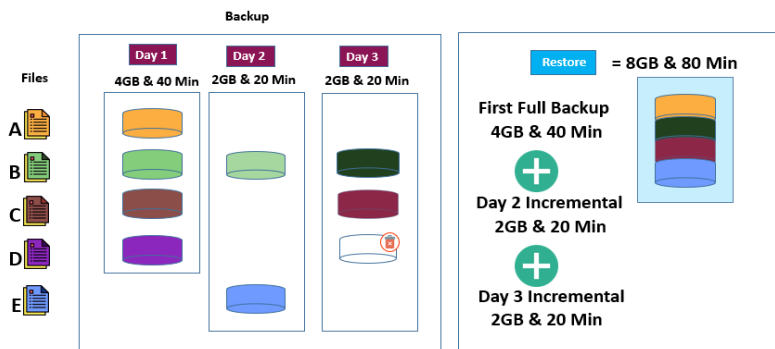 Backup
Day 1
Day 2
Day 3
Files
4GB & 40 Min
2GB & 20 Min
2GB & 20 Min
A
B
C
D
E
Restore
= 8GB & 80 Min
First Full Backup
4GB & 40 Min
Day 2 Incremental
2GB & 20 Min
Day 3 Incremental
2GB & 20 Min